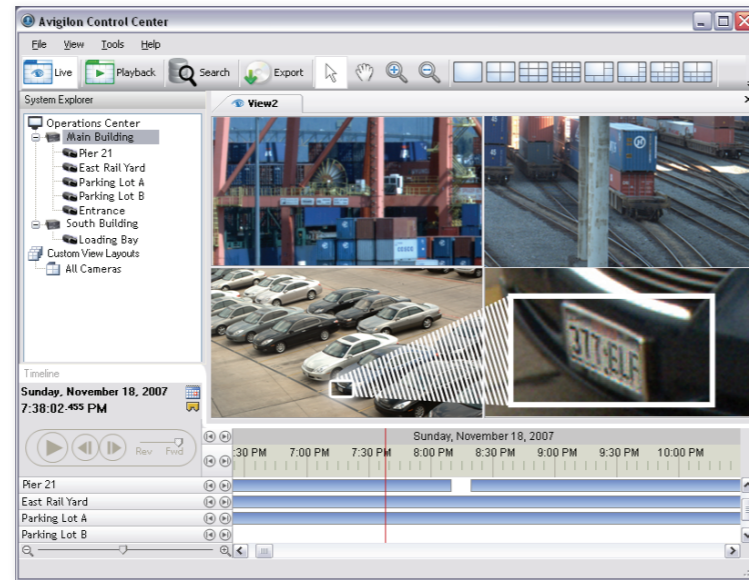 Avigilon Control Center
File View Tools Help
Live Playback Search Export
System Explorer
View2
Operations Center
Main Building
Pier 21
East Rail Yard
Parking Lot A
Parking Lot B
Entrance
South Building
Loading Bay
Custom View Layouts
All Cameras
377·ELF
Timeline
Sunday, November 18, 2007
7:38:02.455 PM
Rev Fwd
Sunday, November 18, 2007
:30 PM 7:00 PM 7:30 PM 8:00 PM 8:30 PM 9:00 PM 9:30 PM 10:00 PM
Pier 21
East Rail Yard
Parking Lot A
Parking Lot B